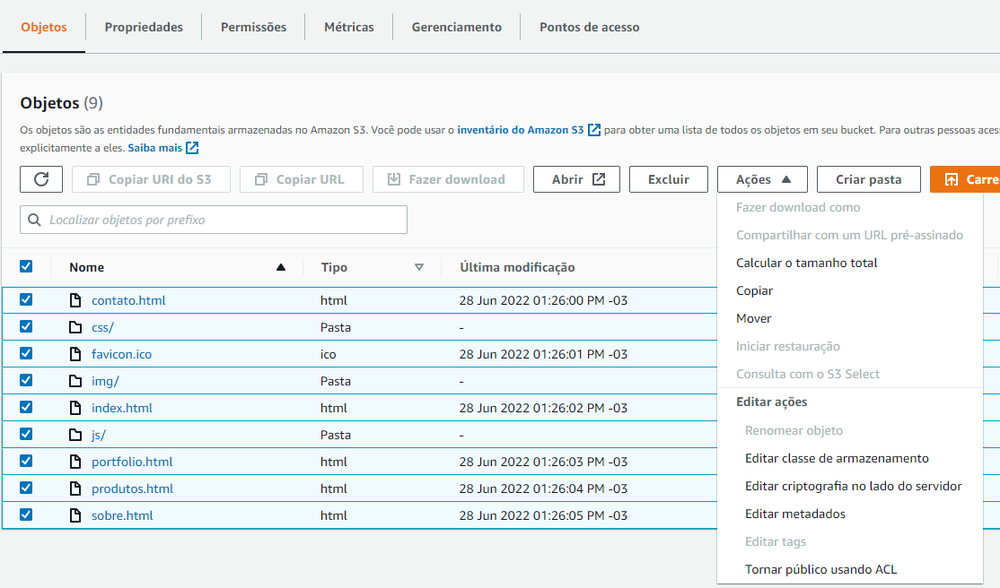 Objetos
Propriedades
Permissões
Métricas
Gerenciamento
Pontos de acesso
Objetos (9)
Os objetos são as entidades fundamentais armazenadas no Amazon S3. Você pode usar o inventário do Amazon S3 para obter uma lista de todos os objetos em seu bucket. Para outras pessoas aces
explicitamente a eles. Saiba mais
Copiar URI do S3
Copiar URL
Fazer download
Abrir
Excluir
Ações
Criar pasta
Carre
Localizar objetos por prefixo
Nome
Tipo
Última modificação
contato.html html 28 Jun 2022 01:26:00 PM -03
css/ Pasta -
favicon.ico ico 28 Jun 2022 01:26:01 PM -03
img/ Pasta -
index.html html 28 Jun 2022 01:26:02 PM -03
js/ Pasta -
portfolio.html html 28 Jun 2022 01:26:03 PM -03
produtos.html html 28 Jun 2022 01:26:04 PM -03
sobre.html html 28 Jun 2022 01:26:05 PM -03
Fazer download como
Compartilhar com um URL pré-assinado
Calcular o tamanho total
Copiar
Mover
Iniciar restauração
Consulta com o S3 Select
Editar ações
Renomear objeto
Editar classe de armazenamento
Editar criptografia no lado do servidor
Editar metadados
Editar tags
Tornar público usando ACL